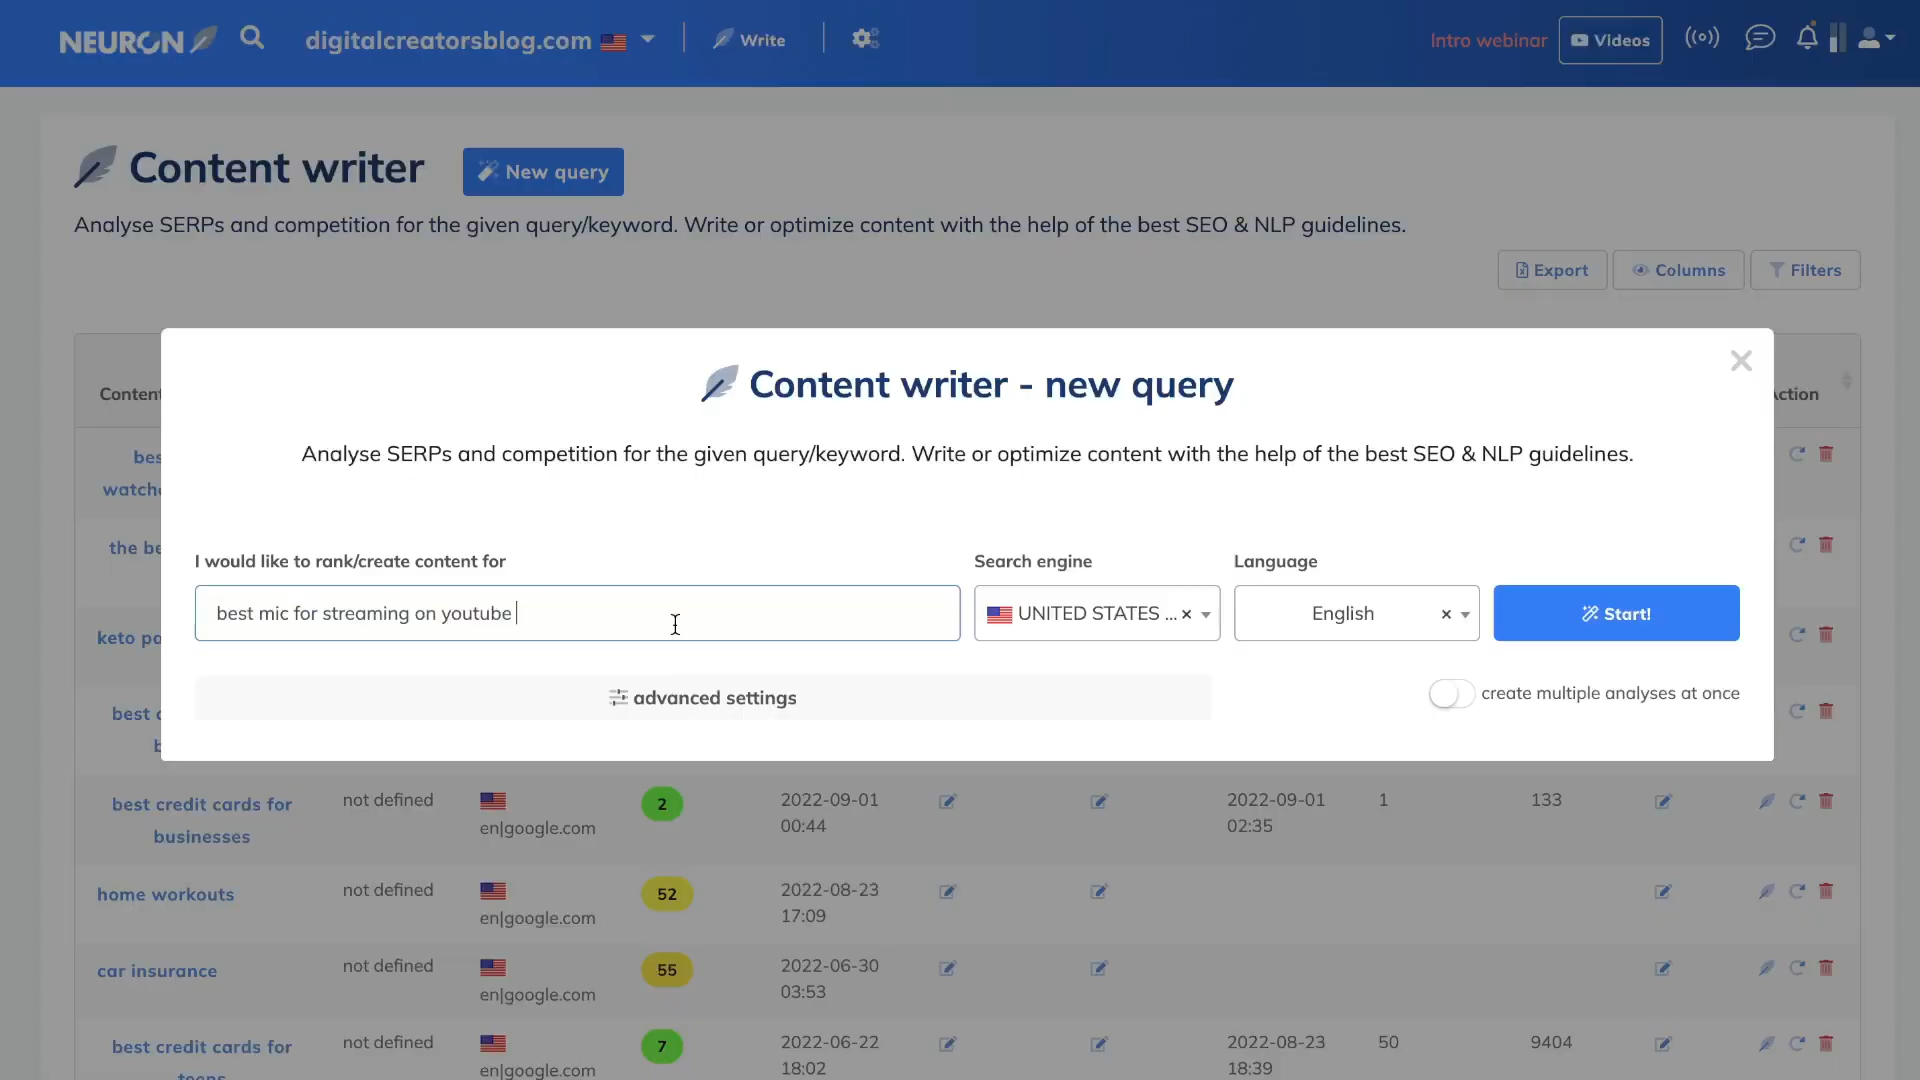 NEURON
digitalcreatorsblog.com
Write
Intro webinar
Videos
Content writer
New query
Analyse SERPs and competition for the given query/keyword. Write or optimize content with the help of the best SEO & NLP guidelines.
Export
Columns
Filters
Content writer - new query
Content
Action
Analyse SERPs and competition for the given query/keyword. Write or optimize content with the help of the best SEO & NLP guidelines.
I would like to rank/create content for
Search engine
Language
best mic for streaming on youtube
UNITED STATES ...
English
Start!
advanced settings
create multiple analyses at once
best credit cards for
businesses
not defined
en|google.com
2
2022-09-01
00:44
2022-09-01
02:35
1
133
home workouts
not defined
en|google.com
52
2022-08-23
17:09
car insurance
not defined
en|google.com
55
2022-06-30
03:53
best credit cards for
teens
not defined
en|google.com
7
2022-06-22
18:02
2022-08-23
18:39
50
9404